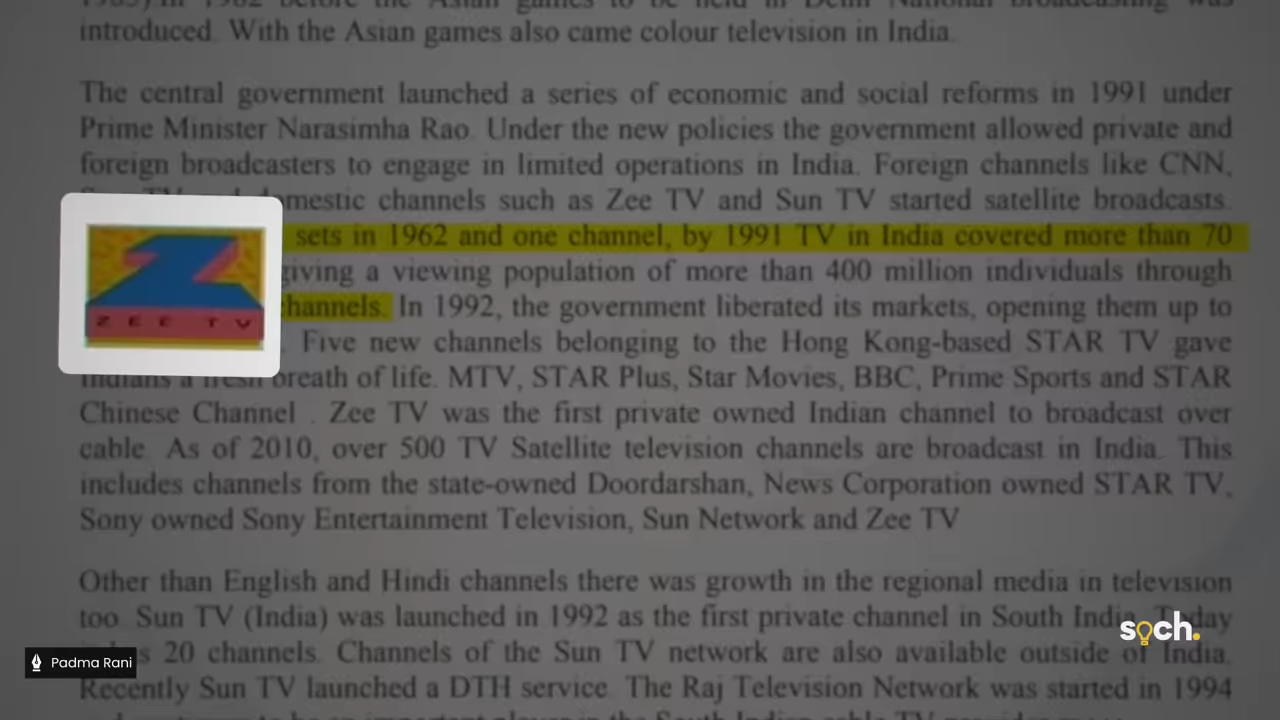 introduced. With the Asian games also came colour television in India.
The central government launched a series of economic and social reforms in 1991 under
Prime Minister Narasimha Rao. Under the new policies the government allowed private and
foreign broadcasters to engage in limited operations in India. Foreign channels like CNN,
domestic channels such as Zee TV and Sun TV started satellite broadcasts.
sets in 1962 and one channel, by 1991 TV in India covered more than 70
giving a viewing population of more than 400 million individuals through
channels. In 1992, the government liberated its markets, opening them up to
Five new channels belonging to the Hong Kong-based STAR TV gave
Indians a fresh breath of life. MTV, STAR Plus, Star Movies, BBC, Prime Sports and STAR
Chinese Channel . Zee TV was the first private owned Indian channel to broadcast over
cable. As of 2010, over 500 TV Satellite television channels are broadcast in India. This
includes channels from the state-owned Doordarshan, News Corporation owned STAR TV,
Sony owned Sony Entertainment Television, Sun Network and Zee TV
Other than English and Hindi channels there was growth in the regional media in television
too. Sun TV (India) was launched in 1992 as the first private channel in South India. Today
20 channels. Channels of the Sun TV network are also available outside of India.
Recently Sun TV launched a DTH service. The Raj Television Network was started in 1994
ZEE TV
soch.
Padma Rani